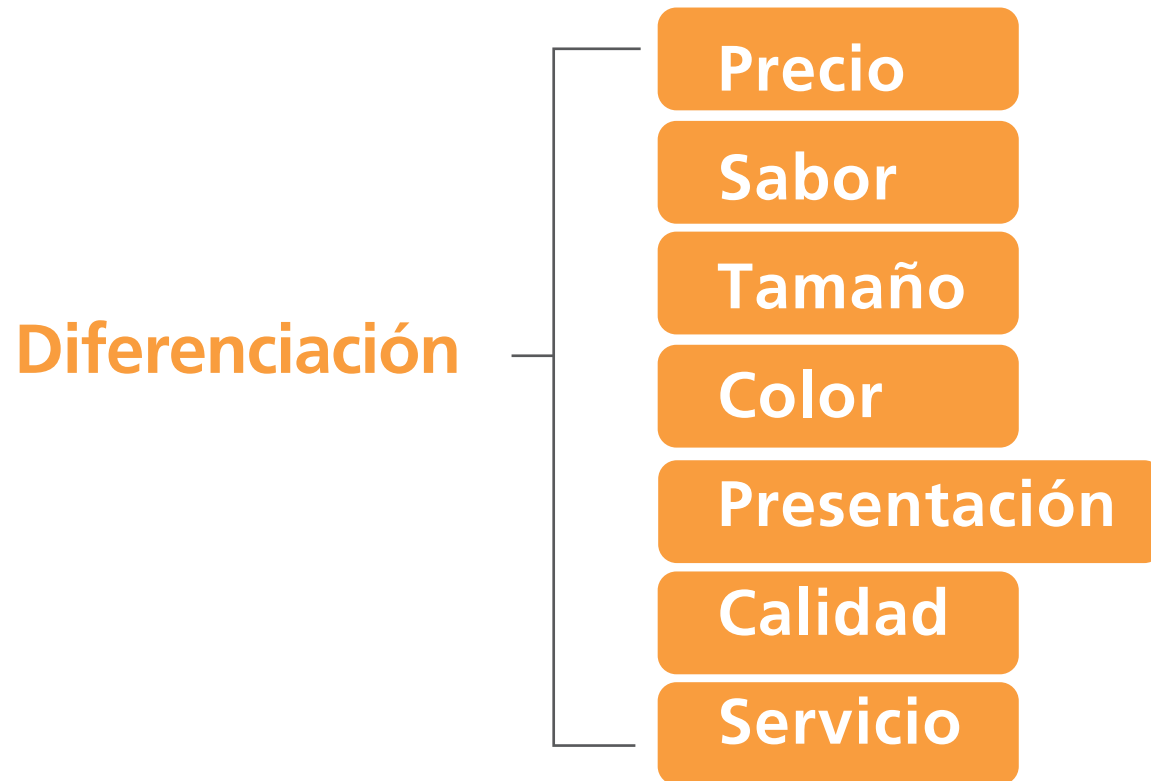 Diferenciación
Precio
Sabor
Tamaño
Color
Presentación
Calidad
Servicio